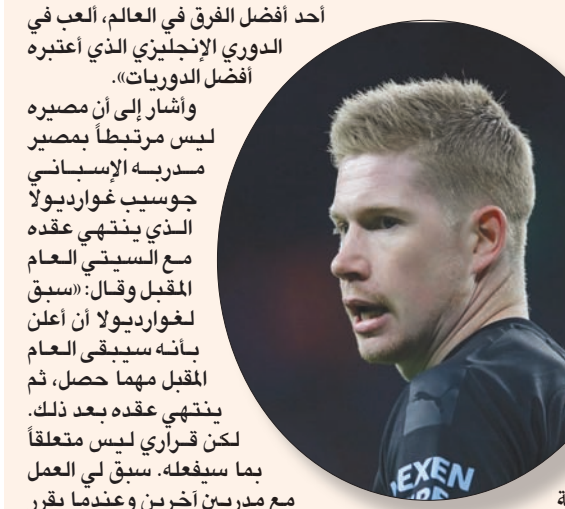 أحد أفضل الفرق في العالم، ألعب في
الدوري الإنجليزي الذي أعتبره
أفضل الدوريات».
وأشار إلى أن مصيره
ليس مرتبطاً بمصير
مدربه الإسباني
جوسيب غوارديولا
الذي ينتهي عقده
مع السيتي العام
المقبل وقال: «سبق
لغوارديولا أن أعلن
بأنه سيبقى العام
المقبل مهما حصل، ثم
ينتهي عقده بعد ذلك.
لكن قراري ليس متعلقاً
بما سيفعله. سبق لي العمل
مع مدربين آخرين وعندما يقرر
EXEN